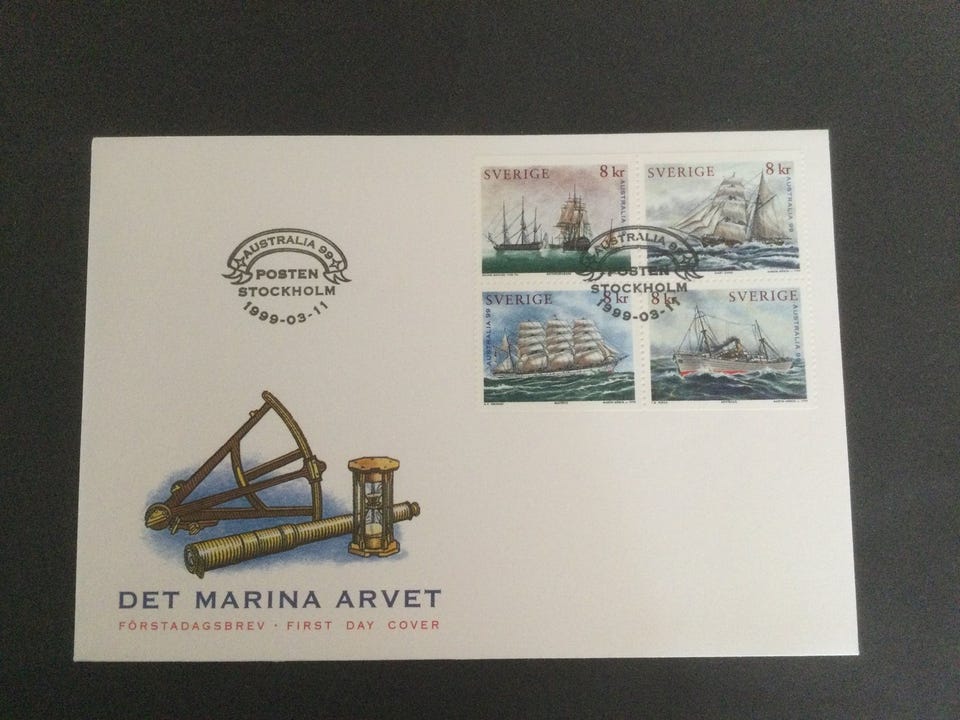 AUSTRALIA 99
POSTEN
STOCKHOLM
1999-03-11
SVERIGE 8 kr
AUSTRALIA
SVERIGE 8 kr
AUSTRALIA 99
AUSTRALIA 99
POSTEN
STOCKHOLM
1999-03-11
SVERIGE 8 kr
AUSTRALIA 99
8 kr SVERIGE
AUSTRALIA 99
DET MARINA ARVET
FÖRSTADAGSBREV · FIRST DAY COVER